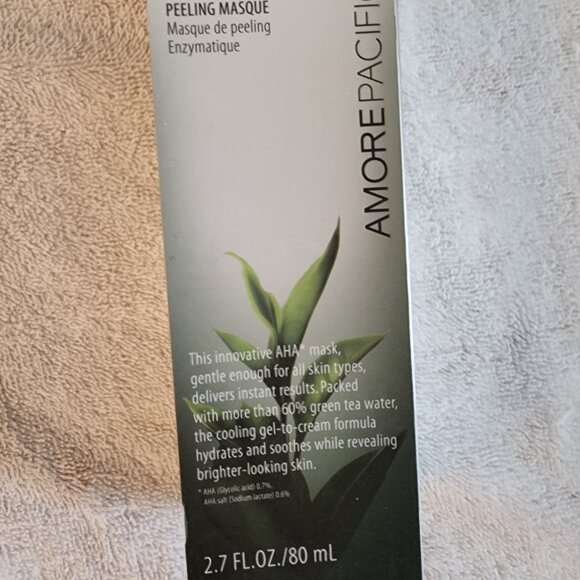 PEELING MASQUE
Masque de peeling
Enzymatique
AMOREPACIFIC
This innovative AHA* mask,
gentle enough for all skin types,
delivers instant results. Packed
with more than 60% green tea water,
the cooling gel-to-cream formula
hydrates and soothes while revealing
brighter-looking skin.
* AHA (Glycolic acid) 0.7%,
AHA salt (Sodium lactate) 0.6%
2.7 FL.OZ./80 mL